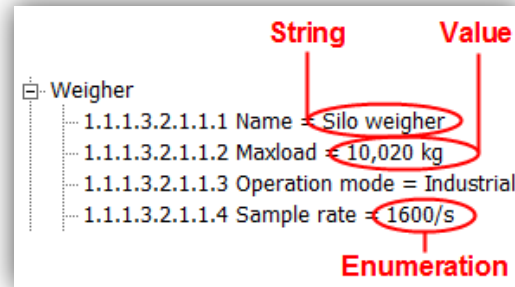 String Value
Weigher
1.1.1.3.2.1.1.1 Name = Silo weigher
1.1.1.3.2.1.1.2 Maxload = 10,020 kg
1.1.1.3.2.1.1.3 Operation mode = Industrial
1.1.1.3.2.1.1.4 Sample rate = 1600/s
Enumeration